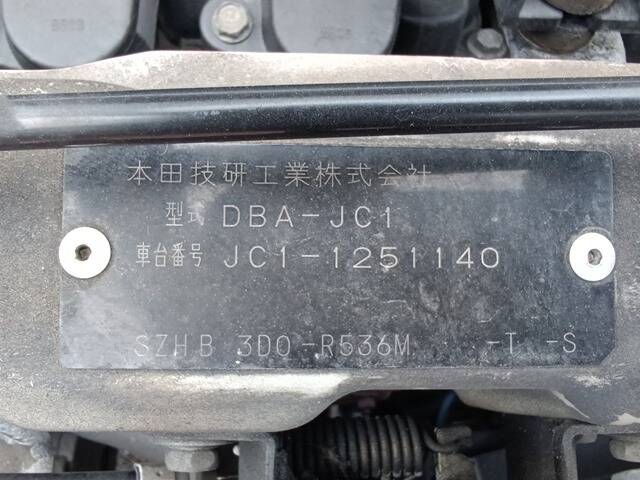 本田技研工業株式会社
型式 DBA-JC1
車台番号 JC1-1251140
SZH B 3D0-R536M -T -S